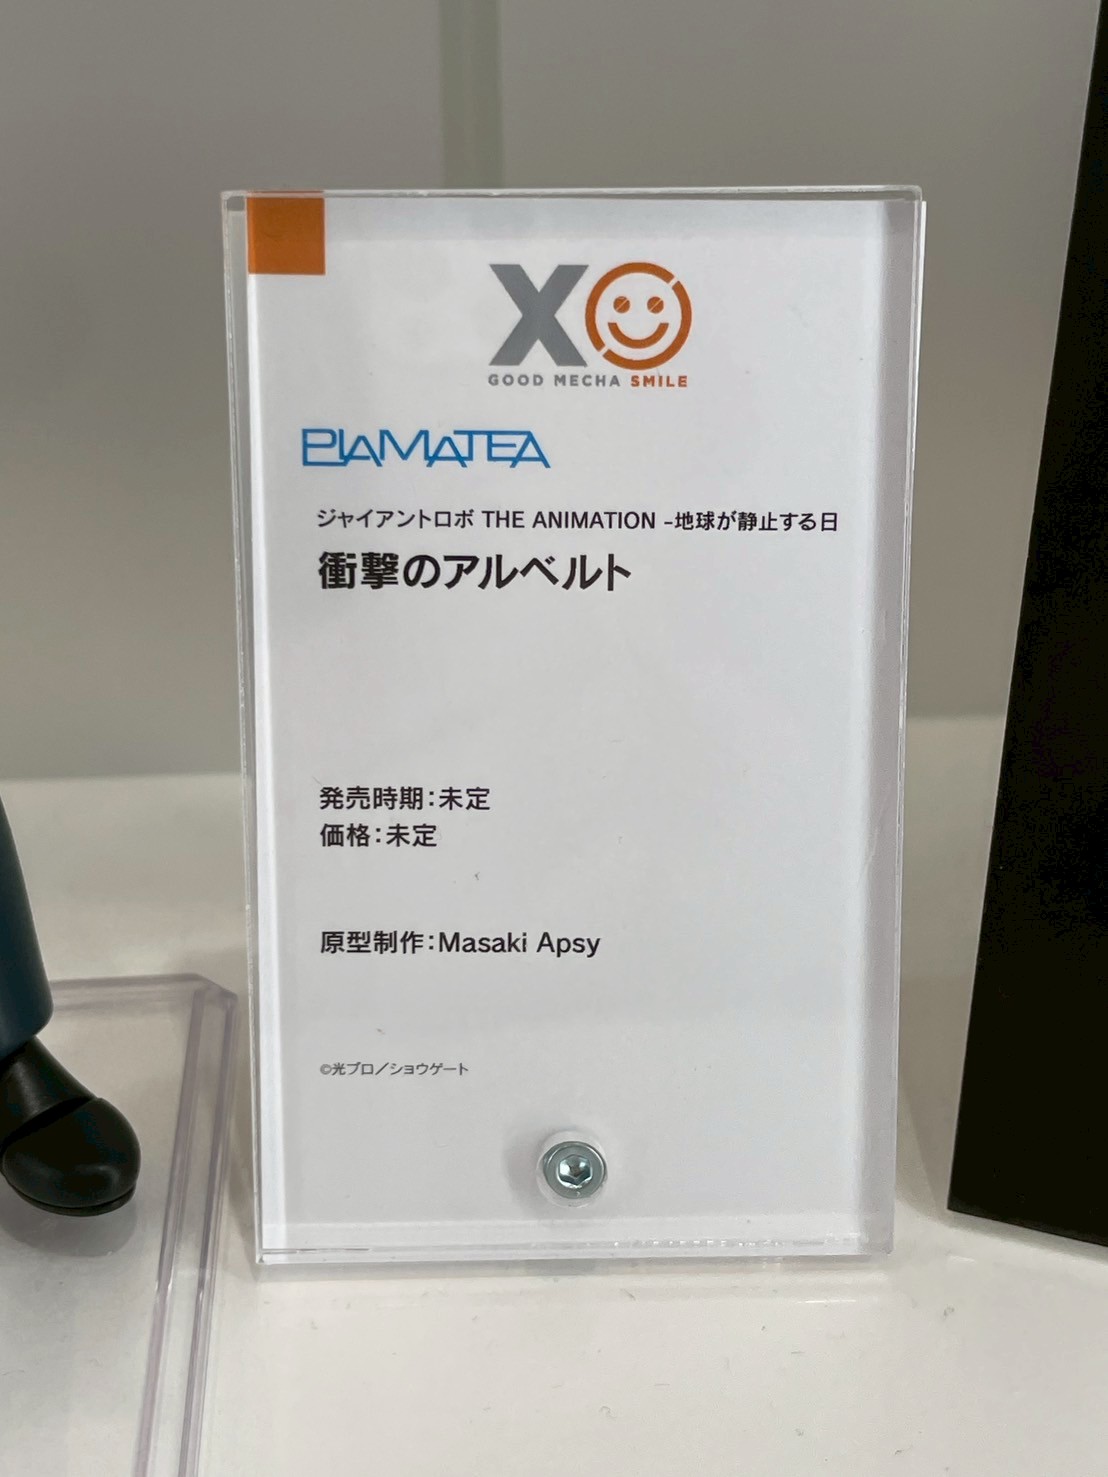 XO
GOOD MECHA SMILE
PLAMATEA
ジャイアントロボ THE ANIMATION -地球が静止する日
衝撃のアルベルト
発売時期：未定
価格：未定
原型制作：Masaki Apsy
©光プロ／ショウゲート